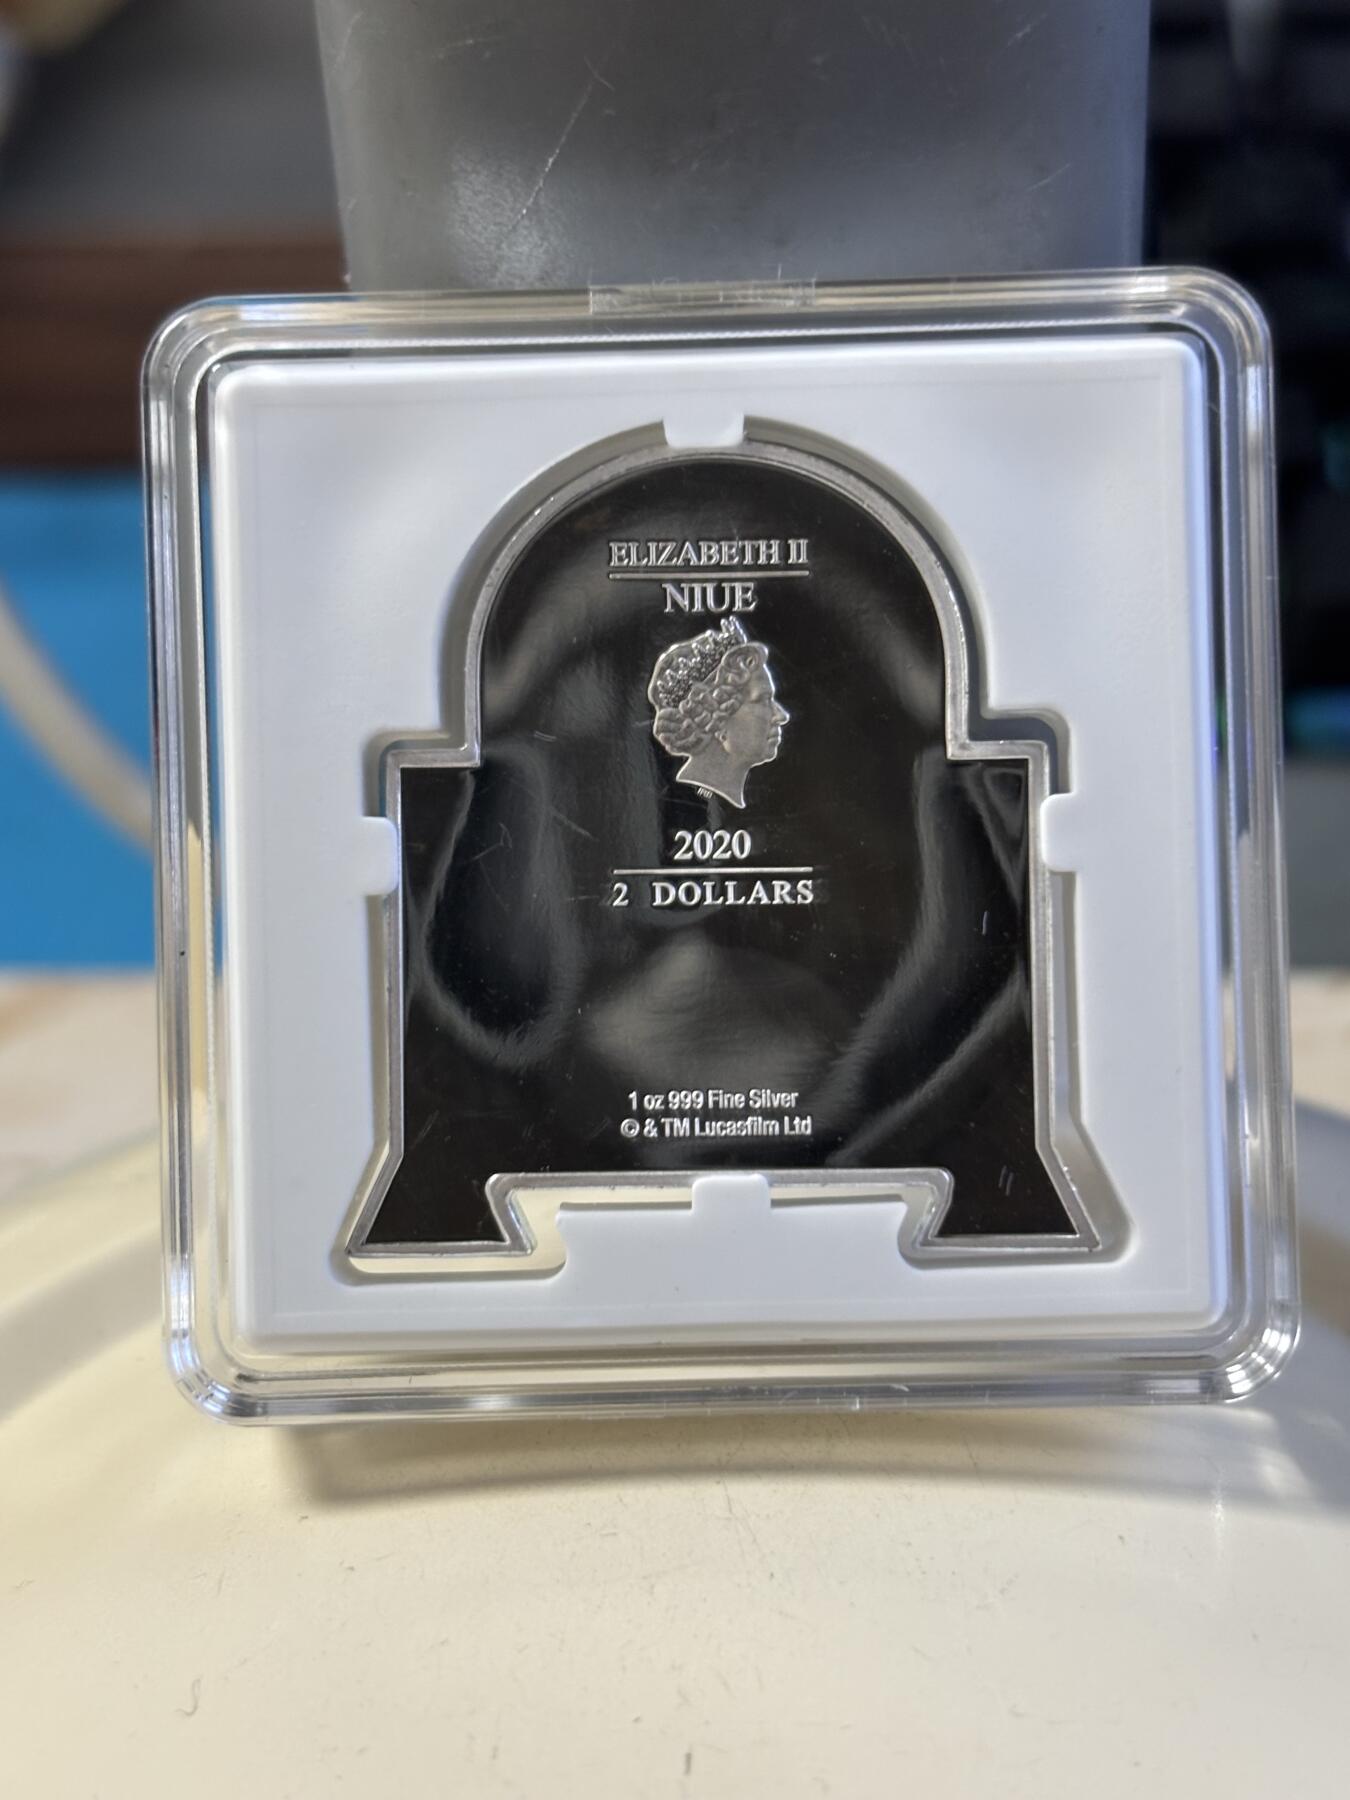 ELIZABETH II
NIUE
2020
2 DOLLARS
1 oz 999 Fine Silver
© & TM Lucasfilm Ltd